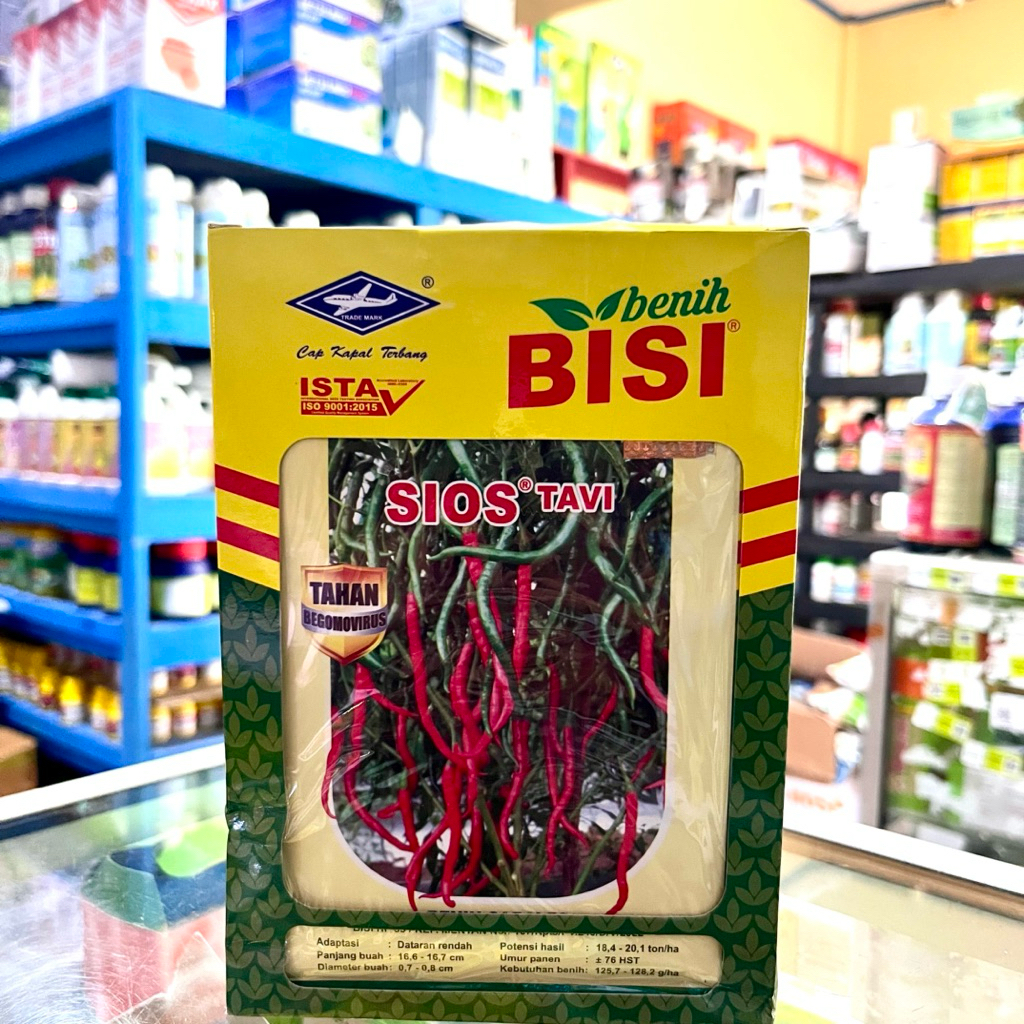 TRADE MARK
®
Cap Kapal Terbang
ISTA
ISO 9001:2015
benih
BISI®
SIOS® TAVI
TAHAN
BEGOMOVIRUS
Adaptasi : Dataran rendah
Panjang buah : 16,6 - 16,7 cm
Diameter buah : 0,7 - 0,8 cm
Potensi hasil : 18,4 - 20,1 ton/ha
Umur panen : ± 76 HST
Kebutuhan benih: 125,7 - 128,2 g/ha